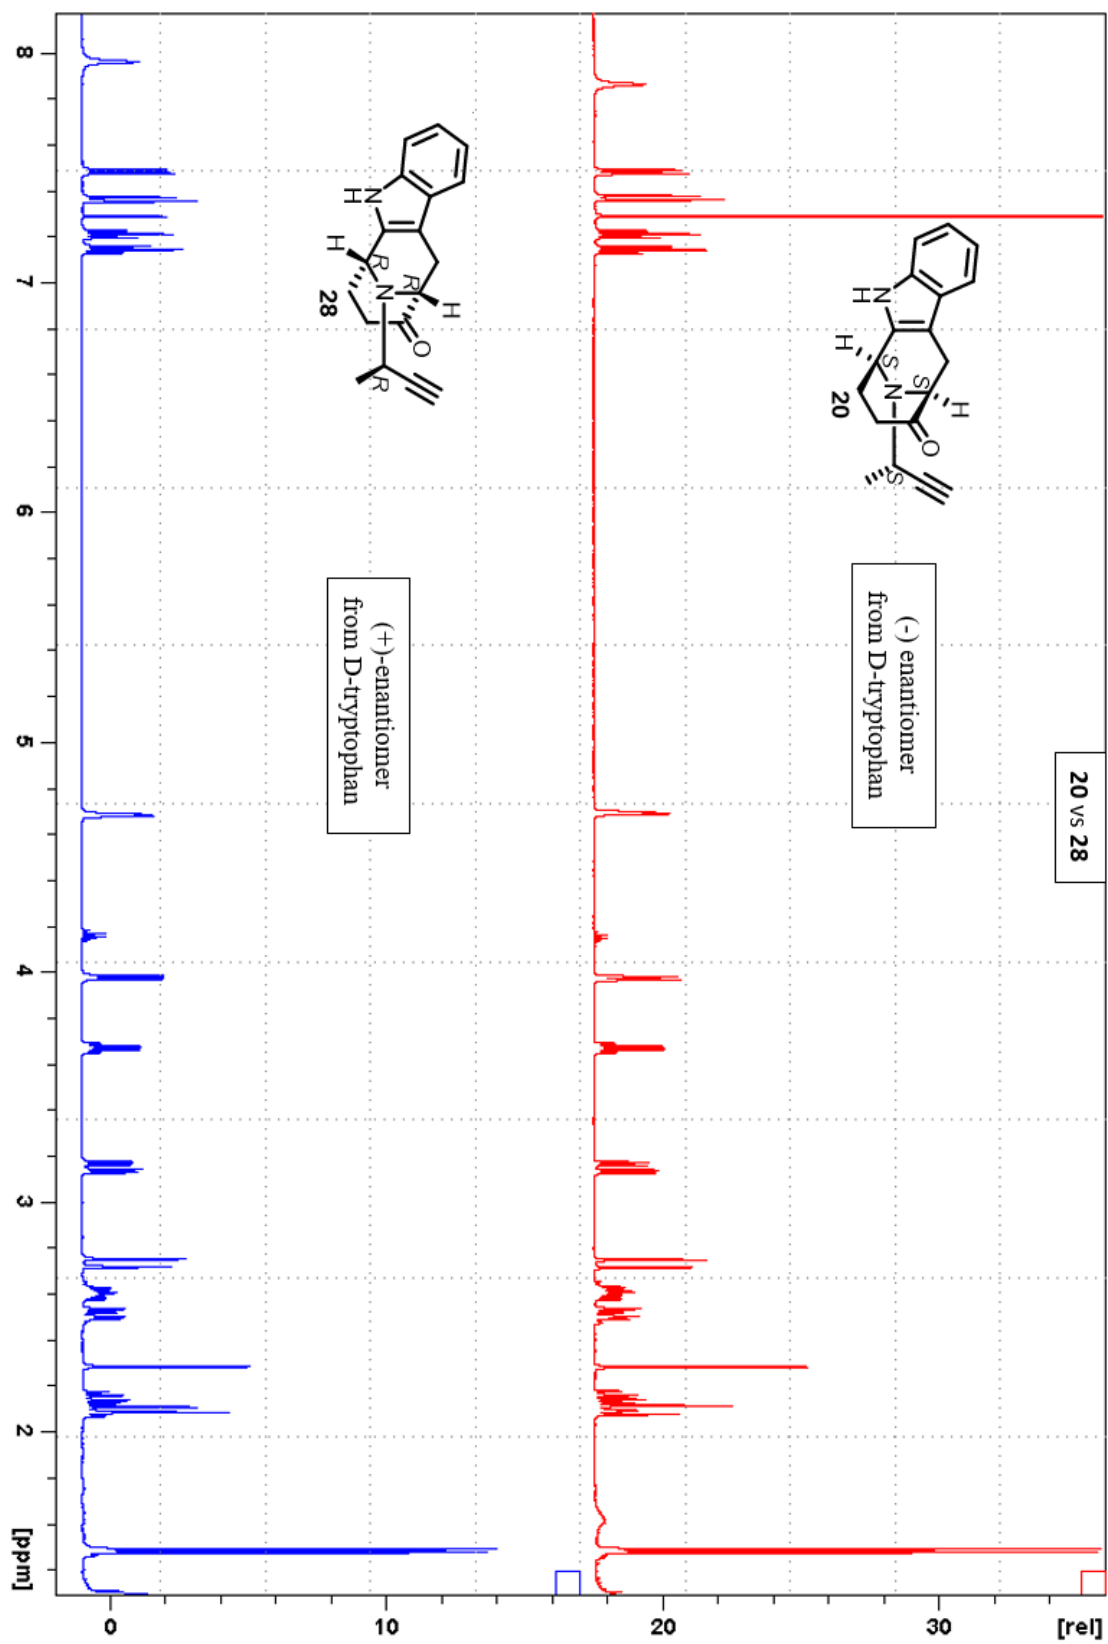 20 vs 28
(-) enantiomer
from D-tryptophan
N
H
H
S
N
S
H
O
S
20
(+)-enantiomer
from D-tryptophan
N
H
H
R
N
R
H
O
R
28
8
7
6
5
4
3
2
[ppm]
0
10
20
30
[rel]